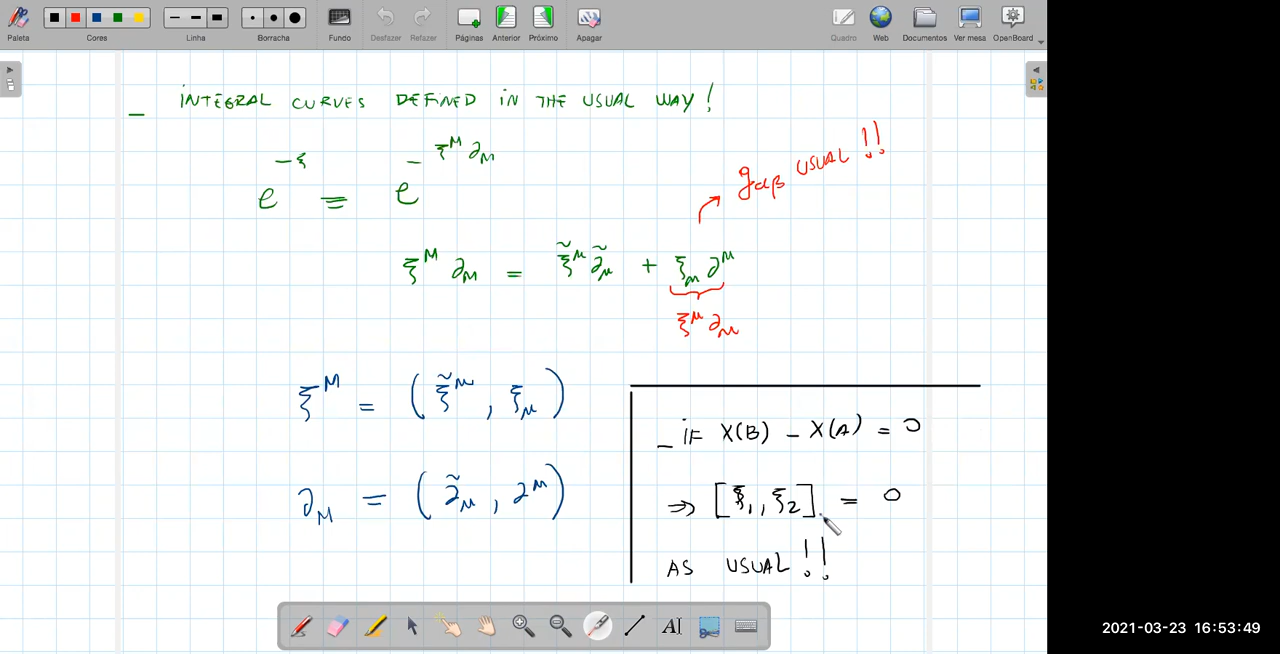 Paleta Cores Linha Borracha Fundo Desfazer Refazer Páginas Anterior Próximo Apagar Quadro Web Documentos Ver mesa OpenBoard
_ INTEGRAL CURVES DEFINED IN THE USUAL WAY!
e^{-ξ} = e^{-ξ^M ∂_M}
→ g_{αβ} USUAL!!
ξ^M ∂_M = ξ̃^μ ∂̃_μ + ξ_μ ∂^μ
ξ^μ ∂_μ
ξ^M = (ξ̃^μ, ξ_μ)
∂_M = (∂̃_μ, ∂^μ)
_ IF X(B) - X(A) = 0
⇒ [ξ_1, ξ_2] = 0
AS USUAL!!
2021-03-23 16:53:49